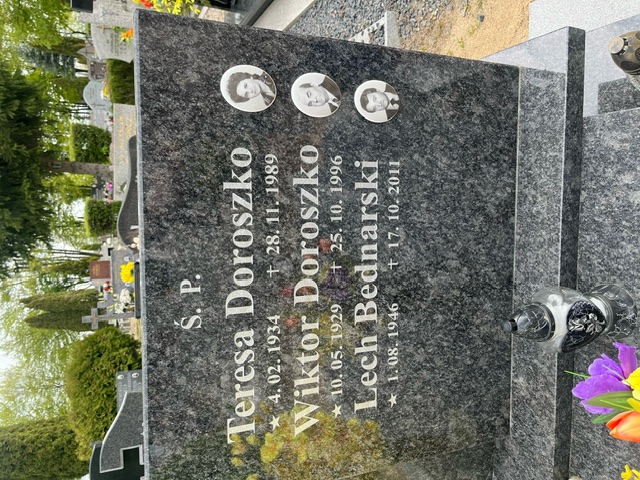 Ś. P.
Teresa Doroszko
★ 4. 02. 1934 ✝ 28. 11. 1989
Wiktor Doroszko
★ 10. 05. 1929 ✝ 25. 10. 1996
Lech Bednarski
★ 1. 08. 1946 ✝ 17. 10. 2011